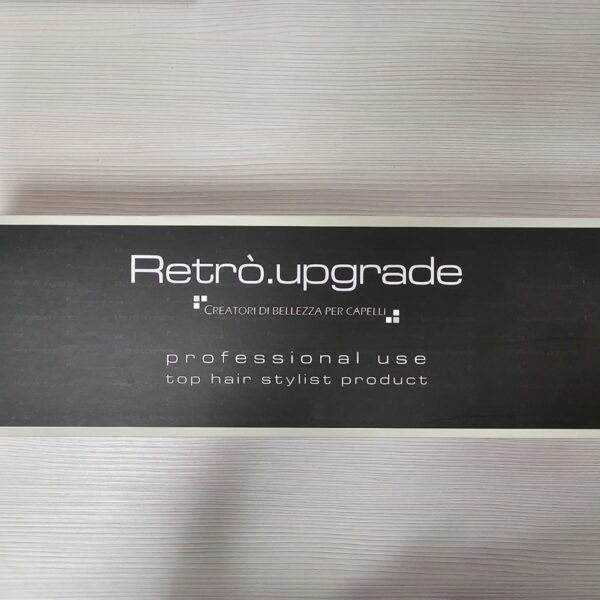 Retrò.upgrade
CREATORI DI BELLEZZA PER CAPELLI
professional use
top hair stylist product